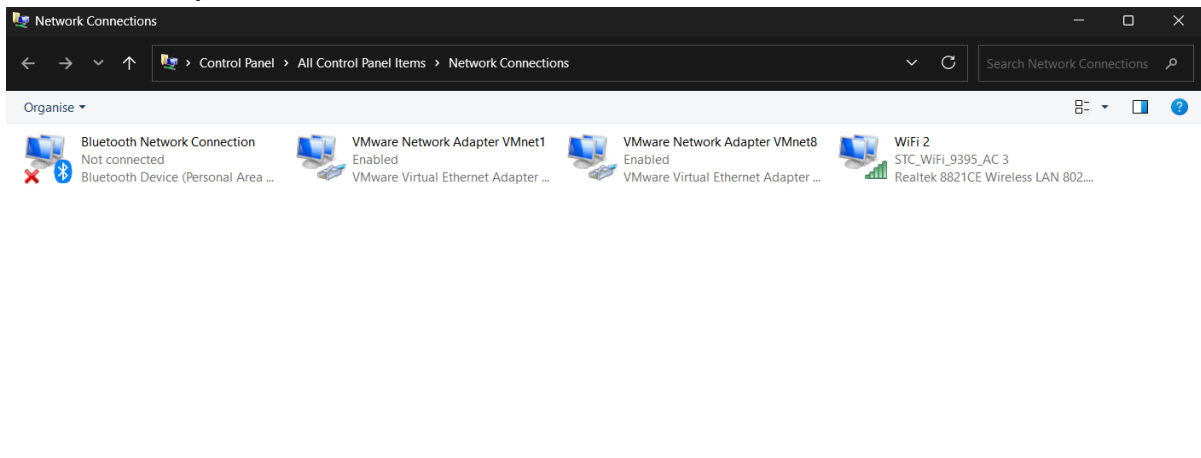 Network Connections
Control Panel > All Control Panel Items > Network Connections
Search Network Connections
Organise
Bluetooth Network Connection
Not connected
Bluetooth Device (Personal Area ...
VMware Network Adapter VMnet1
Enabled
VMware Virtual Ethernet Adapter ...
VMware Network Adapter VMnet8
Enabled
VMware Virtual Ethernet Adapter ...
WiFi 2
STC_WiFi_9395_AC 3
Realtek 8821CE Wireless LAN 802....